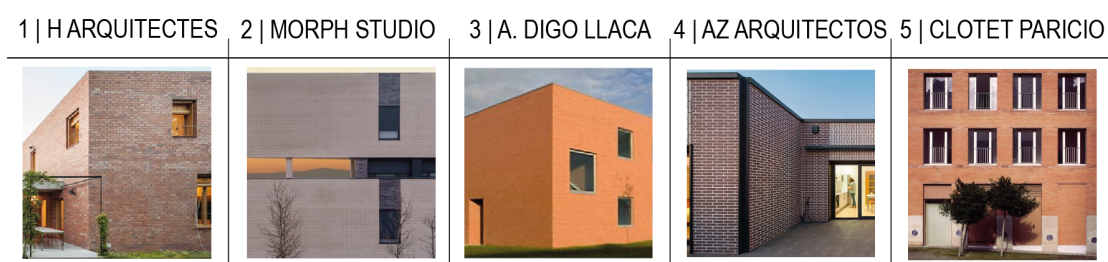 1 | H ARQUITECTES
2 | MORPH STUDIO
3 | A. DIGO LLACA
4 | AZ ARQUITECTOS
5 | CLOTET PARICIO